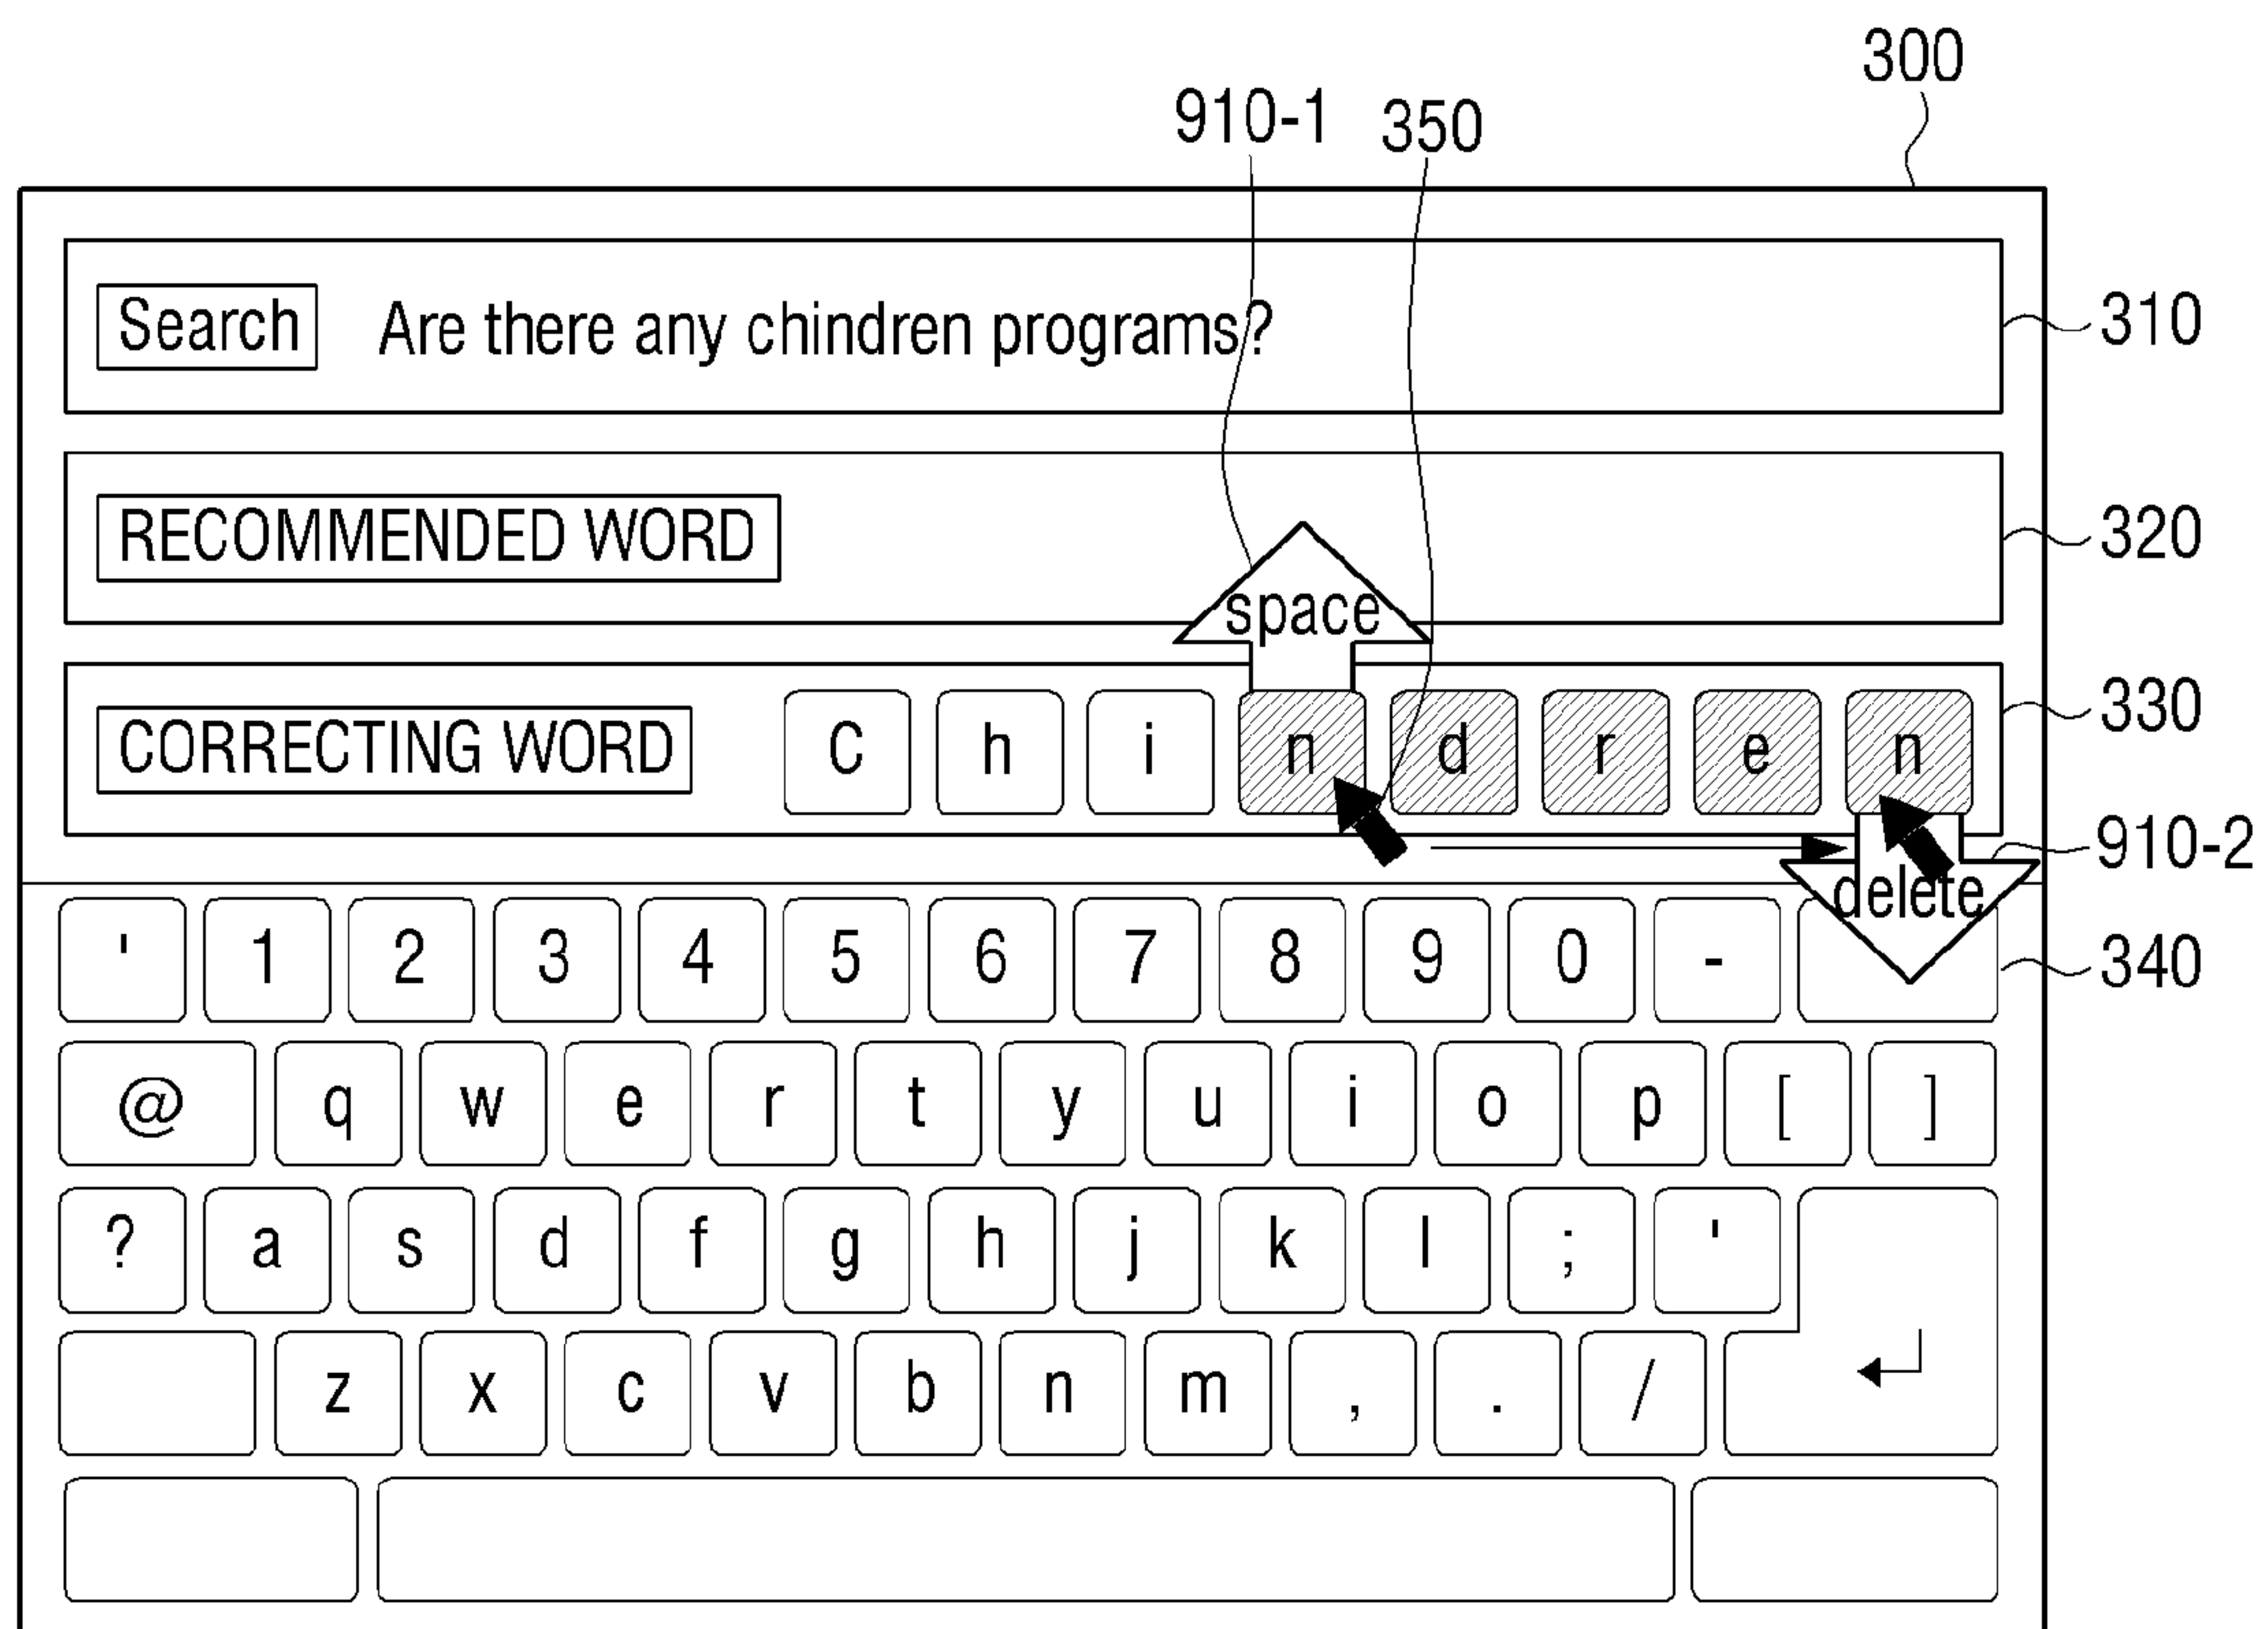 300
910-1 350
Search Are there any chindren programs? 310
RECOMMENDED WORD 320
space
CORRECTING WORD C h i n d r e n 330
910-2
delete
' 1 2 3 4 5 6 7 8 9 0 - 340
@ q w e r t y u i o p [ ]
? a s d f g h j k l ; '
z x c v b n m , . /